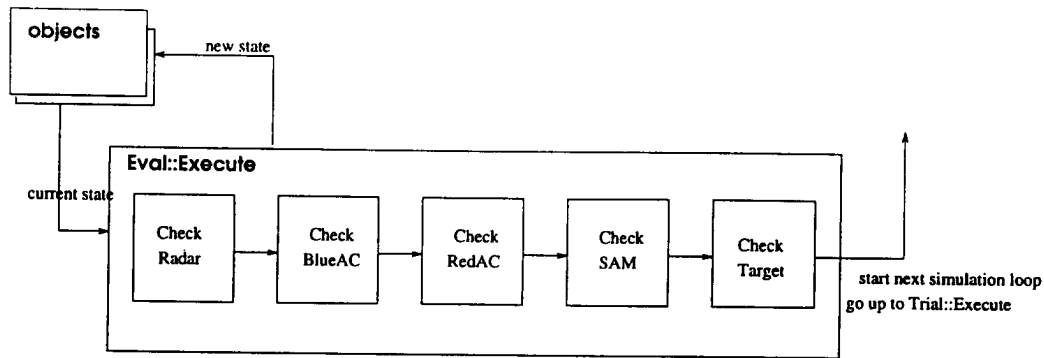 objects
new state
Eval::Execute
current state
Check
Radar
Check
BlueAC
Check
RedAC
Check
SAM
Check
Target
start next simulation loop
go up to Trial::Execute